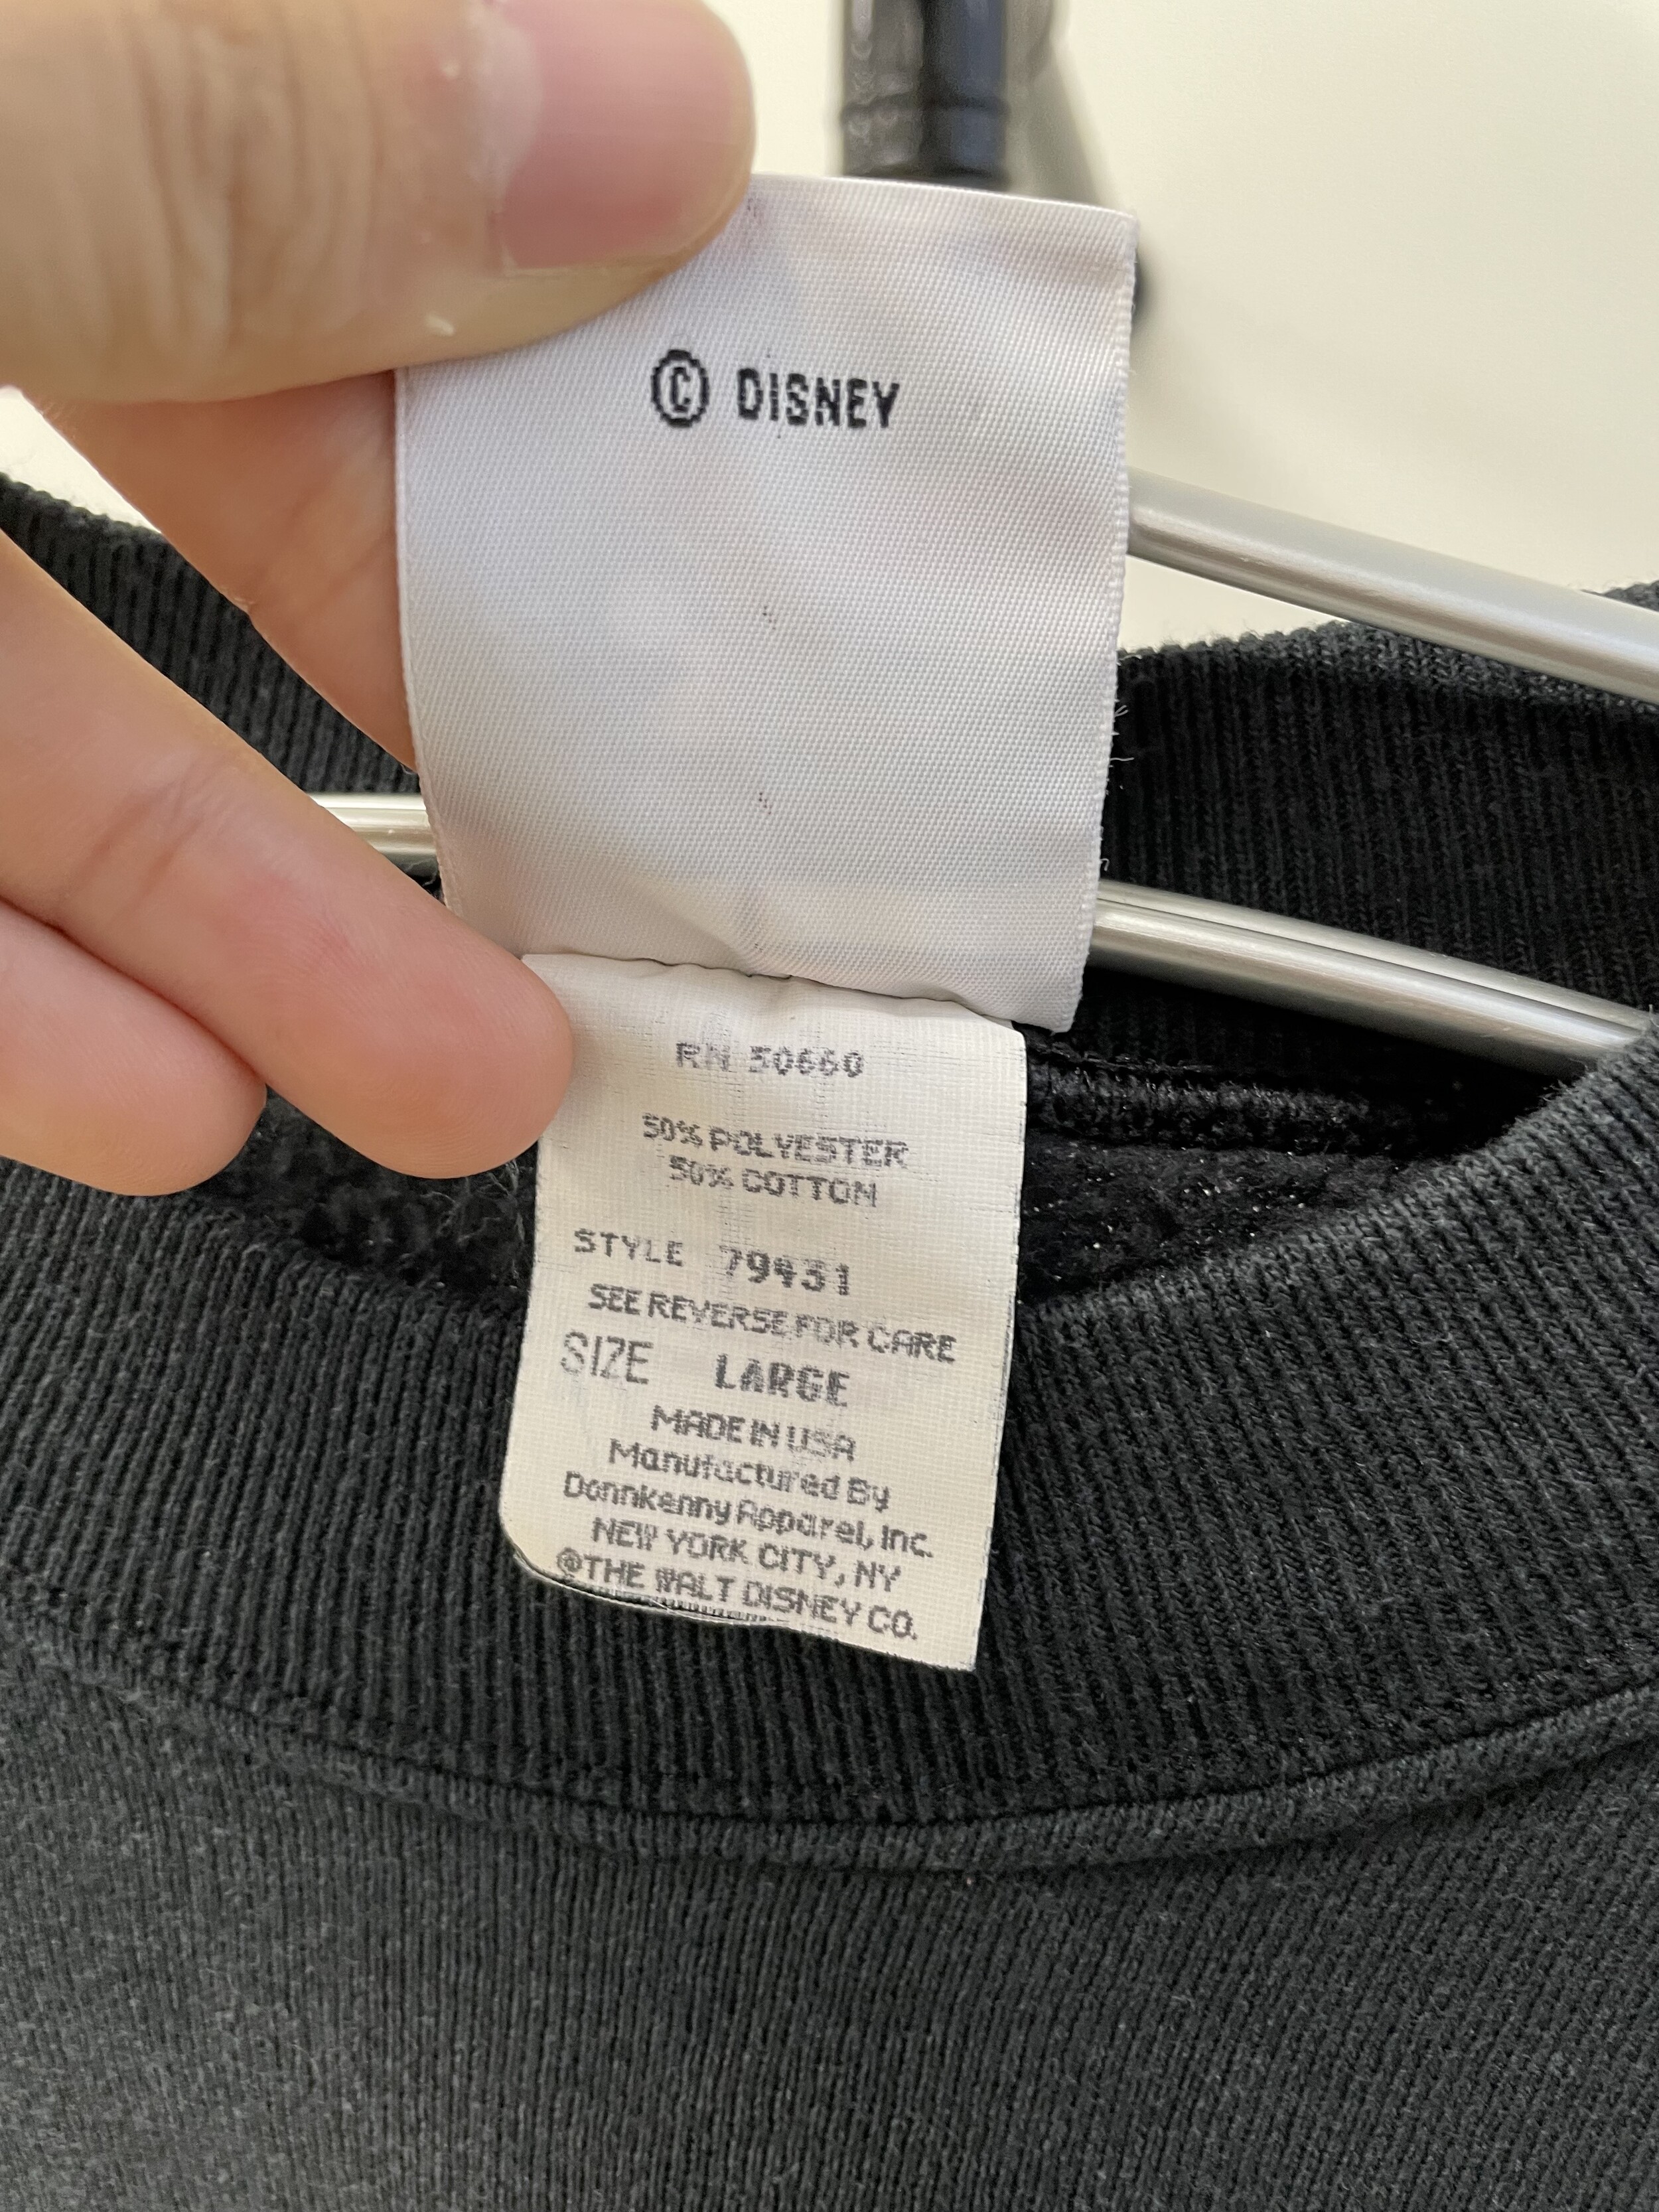 © DISNEY
RN 50660
50% POLYESTER
50% COTTON
STYLE 79431
SEE REVERSE FOR CARE
SIZE LARGE
MADE IN USA
Manufactured By
Donnkenny Apparel, Inc.
NEW YORK CITY, NY
©THE WALT DISNEY CO.